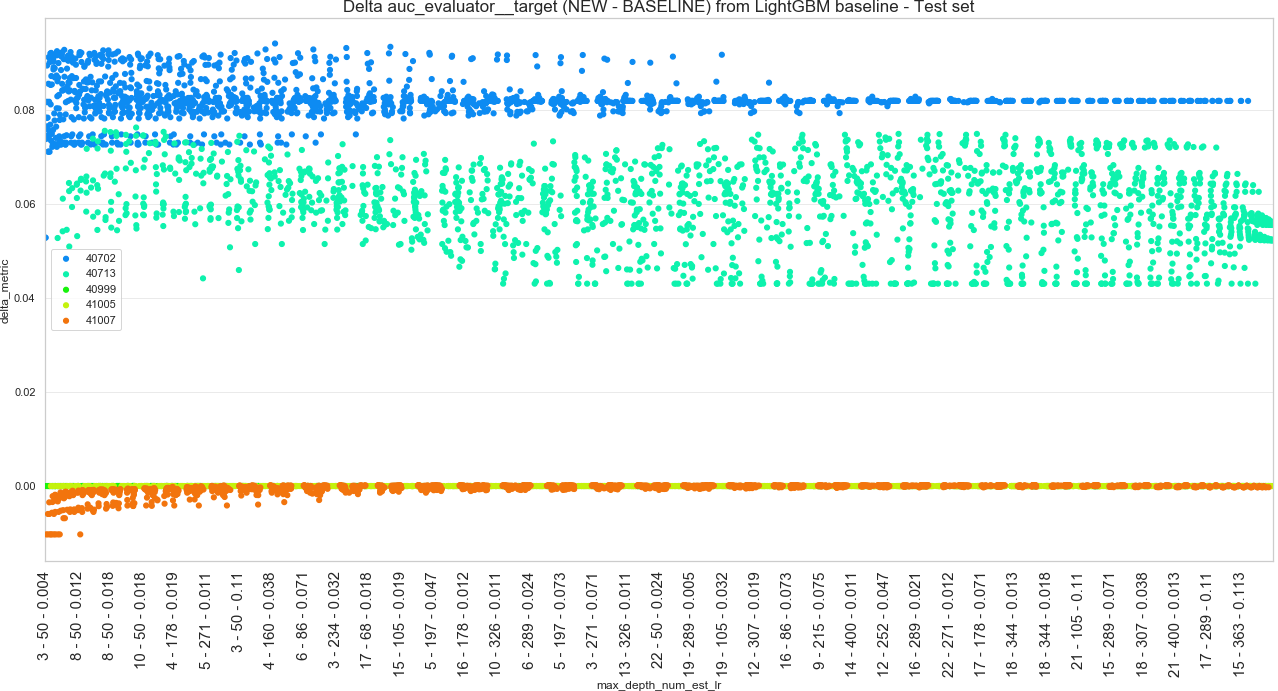 Delta auc_evaluator__target (NEW - BASELINE) from LightGBM baseline - Test set
delta_metric
0.08
0.06
0.04
0.02
0.00
40702
40713
40999
41005
41007
3 - 50 - 0.004
8 - 50 - 0.012
8 - 50 - 0.018
10 - 50 - 0.018
4 - 178 - 0.019
5 - 271 - 0.011
3 - 50 - 0.11
4 - 160 - 0.038
6 - 86 - 0.071
3 - 234 - 0.032
17 - 68 - 0.018
15 - 105 - 0.019
5 - 197 - 0.047
16 - 178 - 0.012
10 - 326 - 0.011
6 - 289 - 0.024
5 - 197 - 0.073
3 - 271 - 0.071
13 - 326 - 0.011
22 - 50 - 0.024
19 - 289 - 0.005
19 - 105 - 0.032
12 - 307 - 0.019
16 - 86 - 0.073
9 - 215 - 0.075
14 - 400 - 0.011
12 - 252 - 0.047
16 - 289 - 0.021
22 - 271 - 0.012
17 - 178 - 0.071
18 - 344 - 0.013
18 - 344 - 0.018
21 - 105 - 0.11
15 - 289 - 0.071
18 - 307 - 0.038
21 - 400 - 0.013
17 - 289 - 0.11
15 - 363 - 0.113
max_depth_num_est_lr